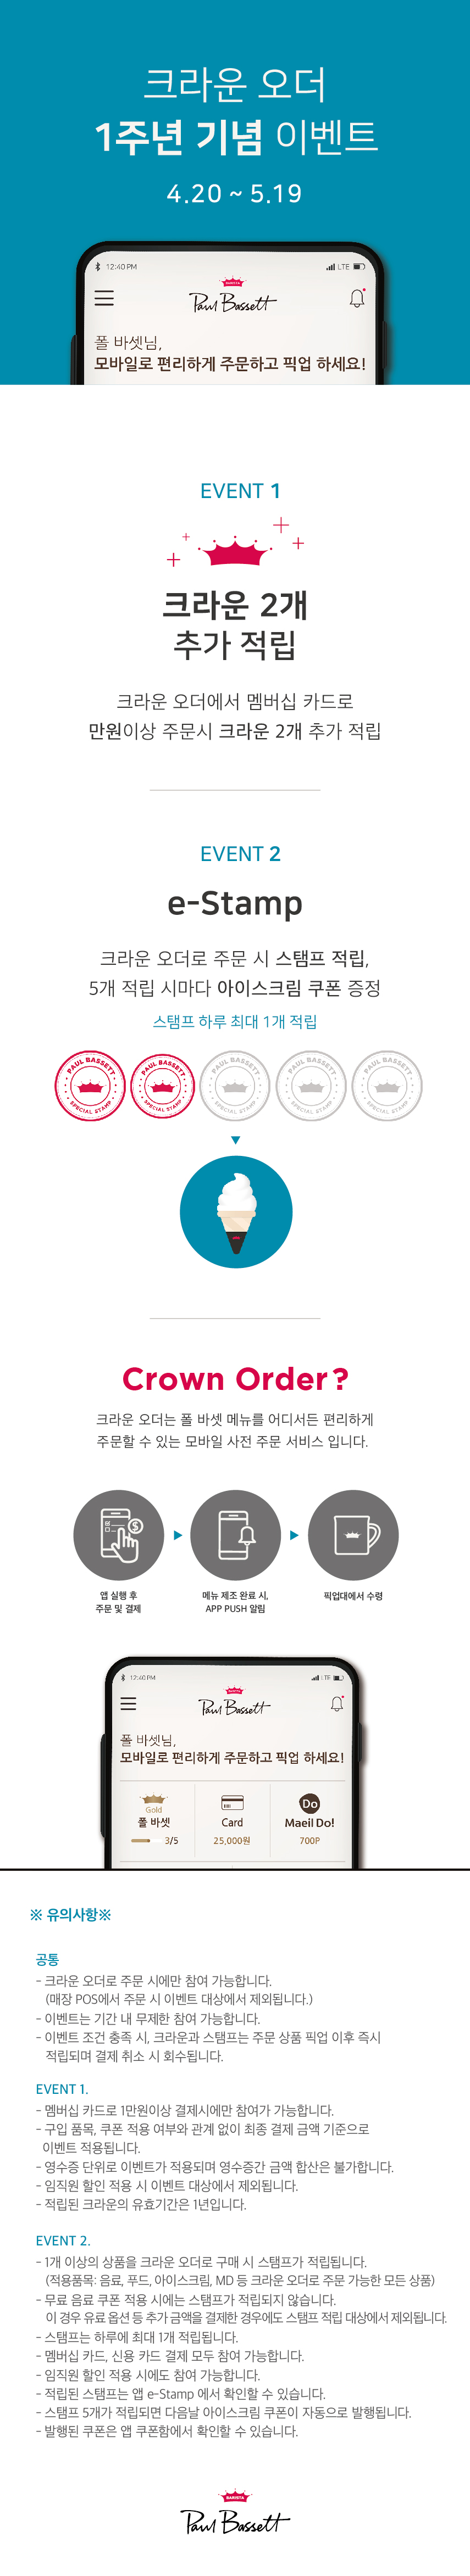 크라운 오더
1주년 기념 이벤트
4.20 ~ 5.19
12:40 PM
LTE
BARISTA
Paul Bassett
폴 바셋님,
모바일로 편리하게 주문하고 픽업 하세요!
EVENT 1
크라운 2개
추가 적립
크라운 오더에서 멤버십 카드로
만원이상 주문시 크라운 2개 추가 적립
EVENT 2
e-Stamp
크라운 오더로 주문 시 스탬프 적립,
5개 적립 시마다 아이스크림 쿠폰 증정
스탬프 하루 최대 1개 적립
PAUL BASSETT SPECIAL STAMP
PAUL BASSETT SPECIAL STAMP
PAUL BASSETT SPECIAL STAMP
PAUL BASSETT SPECIAL STAMP
PAUL BASSETT SPECIAL STAMP
Crown Order?
크라운 오더는 폴 바셋 메뉴를 어디서든 편리하게
주문할 수 있는 모바일 사전 주문 서비스 입니다.
앱 실행 후
주문 및 결제
메뉴 제조 완료 시,
APP PUSH 알림
픽업대에서 수령
12:40 PM
LTE
BARISTA
Paul Bassett
폴 바셋님,
모바일로 편리하게 주문하고 픽업 하세요!
Gold
폴 바셋
3/5
Card
25,000원
Do
Maeil Do!
700P
※ 유의사항※
공통
- 크라운 오더로 주문 시에만 참여 가능합니다.
(매장 POS에서 주문 시 이벤트 대상에서 제외됩니다.)
- 이벤트는 기간 내 무제한 참여 가능합니다.
- 이벤트 조건 충족 시, 크라운과 스탬프는 주문 상품 픽업 이후 즉시
적립되며 결제 취소 시 회수됩니다.
EVENT 1.
- 멤버십 카드로 1만원이상 결제시에만 참여가 가능합니다.
- 구입 품목, 쿠폰 적용 여부와 관계 없이 최종 결제 금액 기준으로
이벤트 적용됩니다.
- 영수증 단위로 이벤트가 적용되며 영수증간 금액 합산은 불가합니다.
- 임직원 할인 적용 시 이벤트 대상에서 제외됩니다.
- 적립된 크라운의 유효기간은 1년입니다.
EVENT 2.
- 1개 이상의 상품을 크라운 오더로 구매 시 스탬프가 적립됩니다.
(적용품목: 음료, 푸드, 아이스크림, MD 등 크라운 오더로 주문 가능한 모든 상품)
- 무료 음료 쿠폰 적용 시에는 스탬프가 적립되지 않습니다.
이 경우 유료 옵션 등 추가 금액을 결제한 경우에도 스탬프 적립 대상에서 제외됩니다.
- 스탬프는 하루에 최대 1개 적립됩니다.
- 멤버십 카드, 신용 카드 결제 모두 참여 가능합니다.
- 임직원 할인 적용 시에도 참여 가능합니다.
- 적립된 스탬프는 앱 e-Stamp 에서 확인할 수 있습니다.
- 스탬프 5개가 적립되면 다음날 아이스크림 쿠폰이 자동으로 발행됩니다.
- 발행된 쿠폰은 앱 쿠폰함에서 확인할 수 있습니다.
BARISTA
Paul Bassett